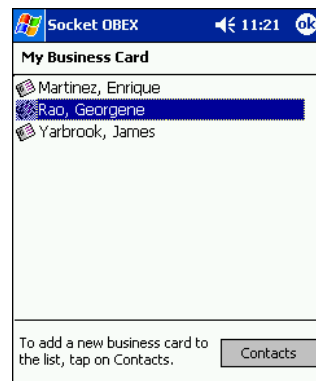 Socket OBEX 11:21 ok
My Business Card
Martinez, Enrique
Rao, Georgene
Yarbrook, James
To add a new business card to
the list, tap on Contacts.
Contacts